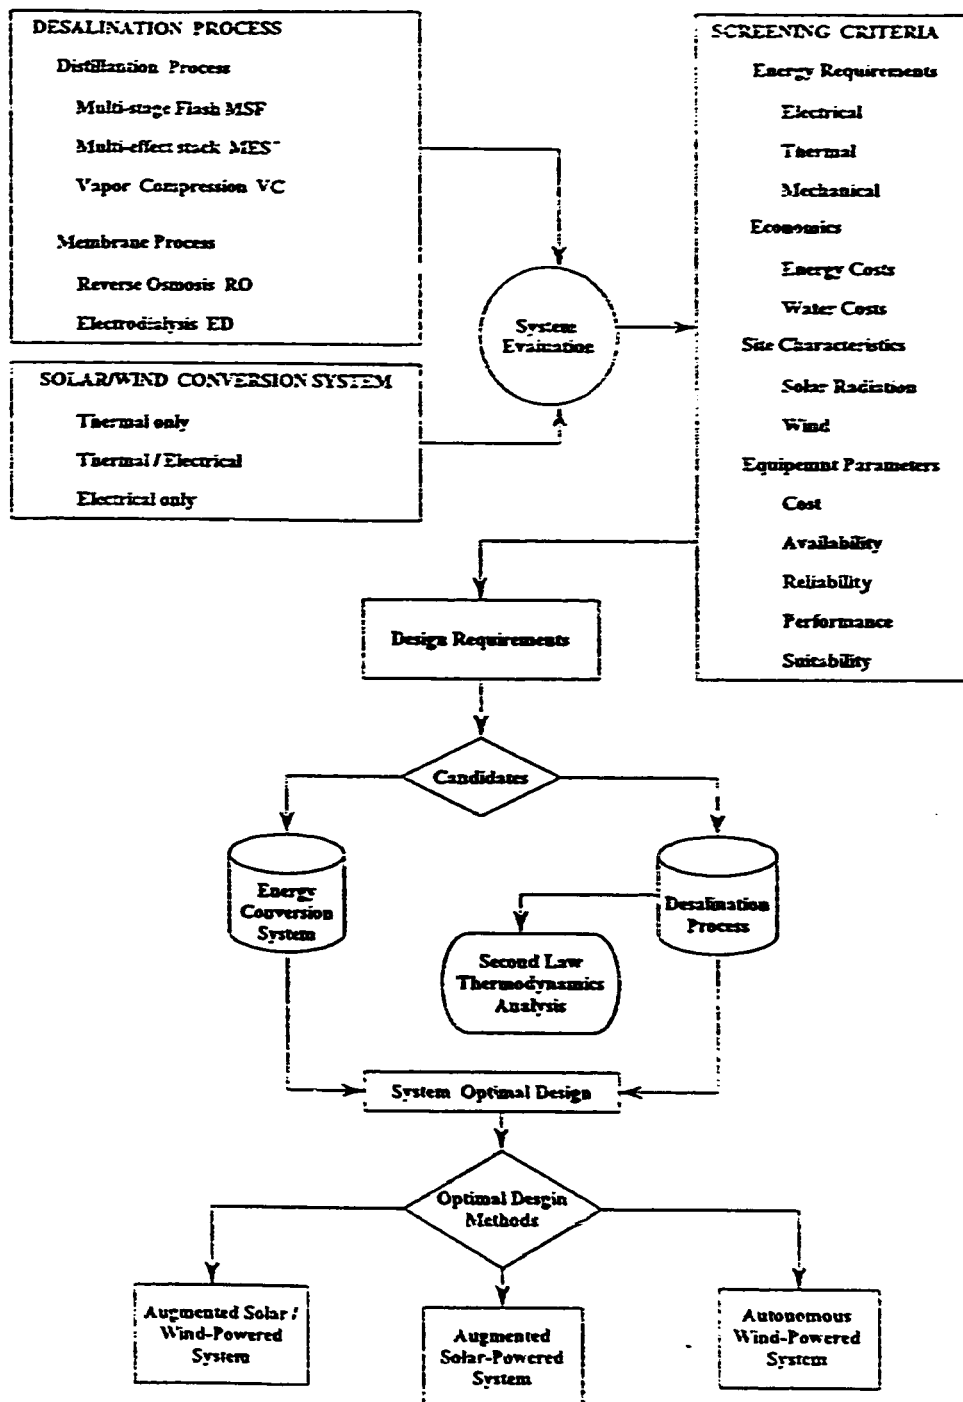 DESALINATION PROCESS
Distillantion Process
Multi-stage Flash MSF
Multi-effect stack MES
Vapor Compression VC
Membrane Process
Reverse Osmosis RO
Electrodialysis ED
SOLAR/WIND CONVERSION SYSTEM
Thermal only
Thermal / Electrical
Electrical only
System
Evaluation
SCREENING CRITERIA
Energy Requirements
Electrical
Thermal
Mechanical
Economics
Energy Costs
Water Costs
Site Characteristics
Solar Radiation
Wind
Equipemnt Parameters
Cost
Availability
Reliability
Performance
Suitability
Design Requirements
Candidates
Energy
Conversion
System
Desalination
Process
Second Law
Thermodynamics
Analysis
System Optimal Design
Optimal Desgin
Methods
Augmented Solar /
Wind-Powered
System
Augmented
Solar-Powered
System
Autonomous
Wind-Powered
System